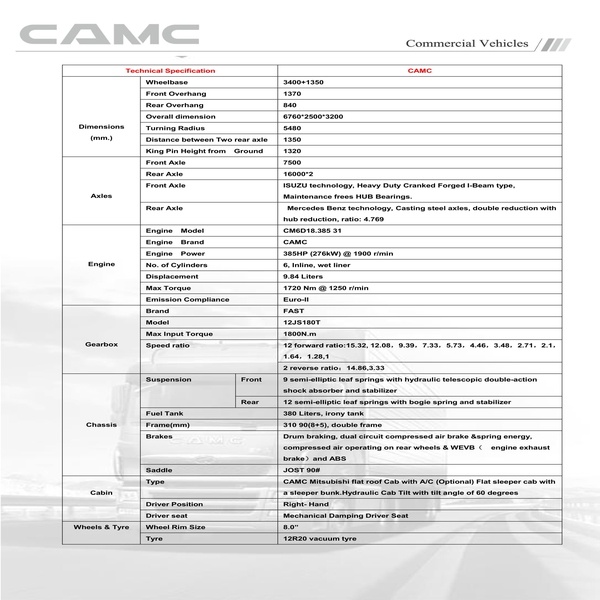 CAMC
Commercial Vehicles
Technical Specification CAMC
Dimensions (mm.)
Wheelbase 3400+1350
Front Overhang 1370
Rear Overhang 840
Overall dimension 6760*2500*3200
Turning Radius 5480
Distance between Two rear axle 1350
King Pin Height from Ground 1320
Axles
Front Axle 7500
Rear Axle 16000*2
Front Axle ISUZU technology, Heavy Duty Cranked Forged I-Beam type,
Maintenance frees HUB Bearings.
Rear Axle Mercedes Benz technology, Casting steel axles, double reduction with
hub reduction, ratio: 4.769
Engine
Engine Model CM6D18.385 31
Engine Brand CAMC
Engine Power 385HP (276kW) @ 1900 r/min
No. of Cylinders 6, Inline, wet liner
Displacement 9.84 Liters
Max Torque 1720 Nm @ 1250 r/min
Emission Compliance Euro-II
Gearbox
Brand FAST
Model 12JS180T
Max Input Torque 1800N.m
Speed ratio 12 forward ratio:15.32, 12.08, 9.39, 7.33, 5.73, 4.46, 3.48, 2.71, 2.1,
1.64, 1.28,1
2 reverse ratio: 14.86,3.33
Chassis
Suspension Front 9 semi-elliptic leaf springs with hydraulic telescopic double-action
shock absorber and stabilizer
Rear 12 semi-elliptic leaf springs with bogie spring and stabilizer
Fuel Tank 380 Liters, irony tank
Frame(mm) 310 90(8+5), double frame
Brakes Drum braking, dual circuit compressed air brake &spring energy,
compressed air operating on rear wheels & WEVB（ engine exhaust
brake）and ABS
Saddle JOST 90#
Cabin
Type CAMC Mitsubishi flat roof Cab with A/C (Optional) Flat sleeper cab with
a sleeper bunk.Hydraulic Cab Tilt with tilt angle of 60 degrees
Driver Position Right- Hand
Driver seat Mechanical Damping Driver Seat
Wheels & Tyre Wheel Rim Size 8.0"
Tyre 12R20 vacuum tyre
CAMC